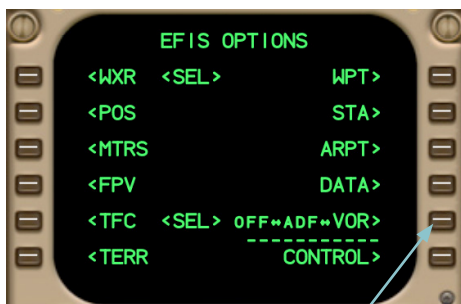 EFIS OPTIONS
<WXR <SEL> WPT>
<POS STA>
<MTRS ARPT>
<FPV DATA>
<TFC <SEL> OFF↔ADF↔VOR>
------------
<TERR CONTROL>